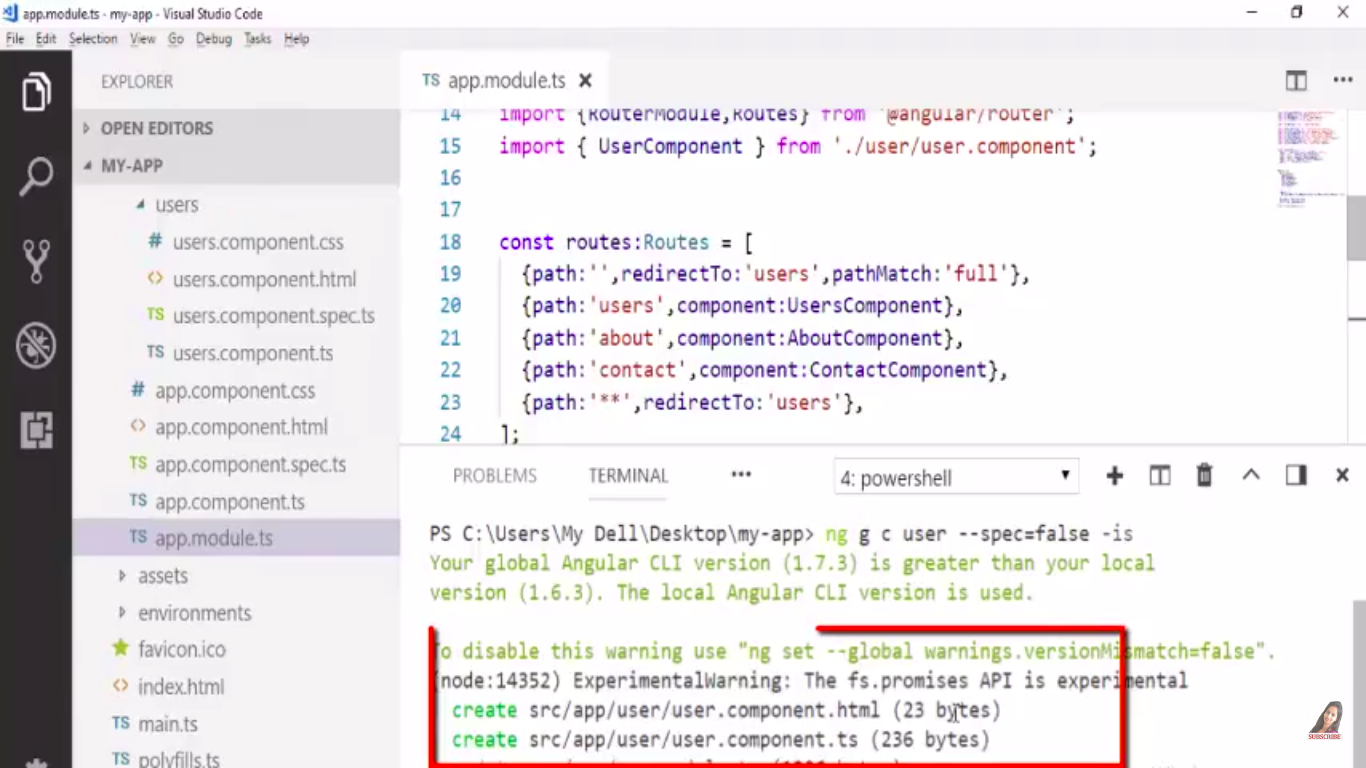 app.module.ts - my-app - Visual Studio Code
File Edit Selection View Go Debug Tasks Help
EXPLORER
OPEN EDITORS
MY-APP
users
users.component.css
users.component.html
users.component.spec.ts
users.component.ts
app.component.css
app.component.html
app.component.spec.ts
app.component.ts
app.module.ts
assets
environments
favicon.ico
index.html
main.ts
polyfills.ts
TS app.module.ts
14 import {RouterModule,Routes} from '@angular/router';
15 import { UserComponent } from './user/user.component';
16
17
18 const routes:Routes = [
19 {path:'',redirectTo:'users',pathMatch:'full'},
20 {path:'users',component:UsersComponent},
21 {path:'about',component:AboutComponent},
22 {path:'contact',component:ContactComponent},
23 {path:'**',redirectTo:'users'},
24 ];
PROBLEMS TERMINAL ••• 4: powershell
PS C:\Users\My Dell\Desktop\my-app> ng g c user --spec=false -is
Your global Angular CLI version (1.7.3) is greater than your local
version (1.6.3). The local Angular CLI version is used.
To disable this warning use "ng set --global warnings.versionMismatch=false".
(node:14352) ExperimentalWarning: The fs.promises API is experimental
create src/app/user/user.component.html (23 bytes)
create src/app/user/user.component.ts (236 bytes)
SUBSCRIBE